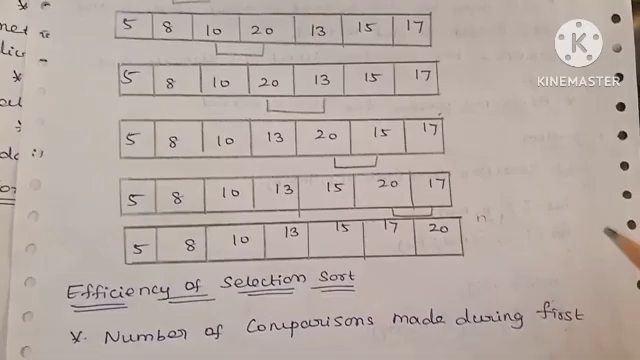 5 8 10 20 13 15 17
5 8 10 20 13 15 17
5 8 10 13 20 15 17
5 8 10 13 15 20 17
5 8 10 13 15 17 20
Efficiency of Selection Sort
*. Number of Comparisons made during first
KINEMASTER